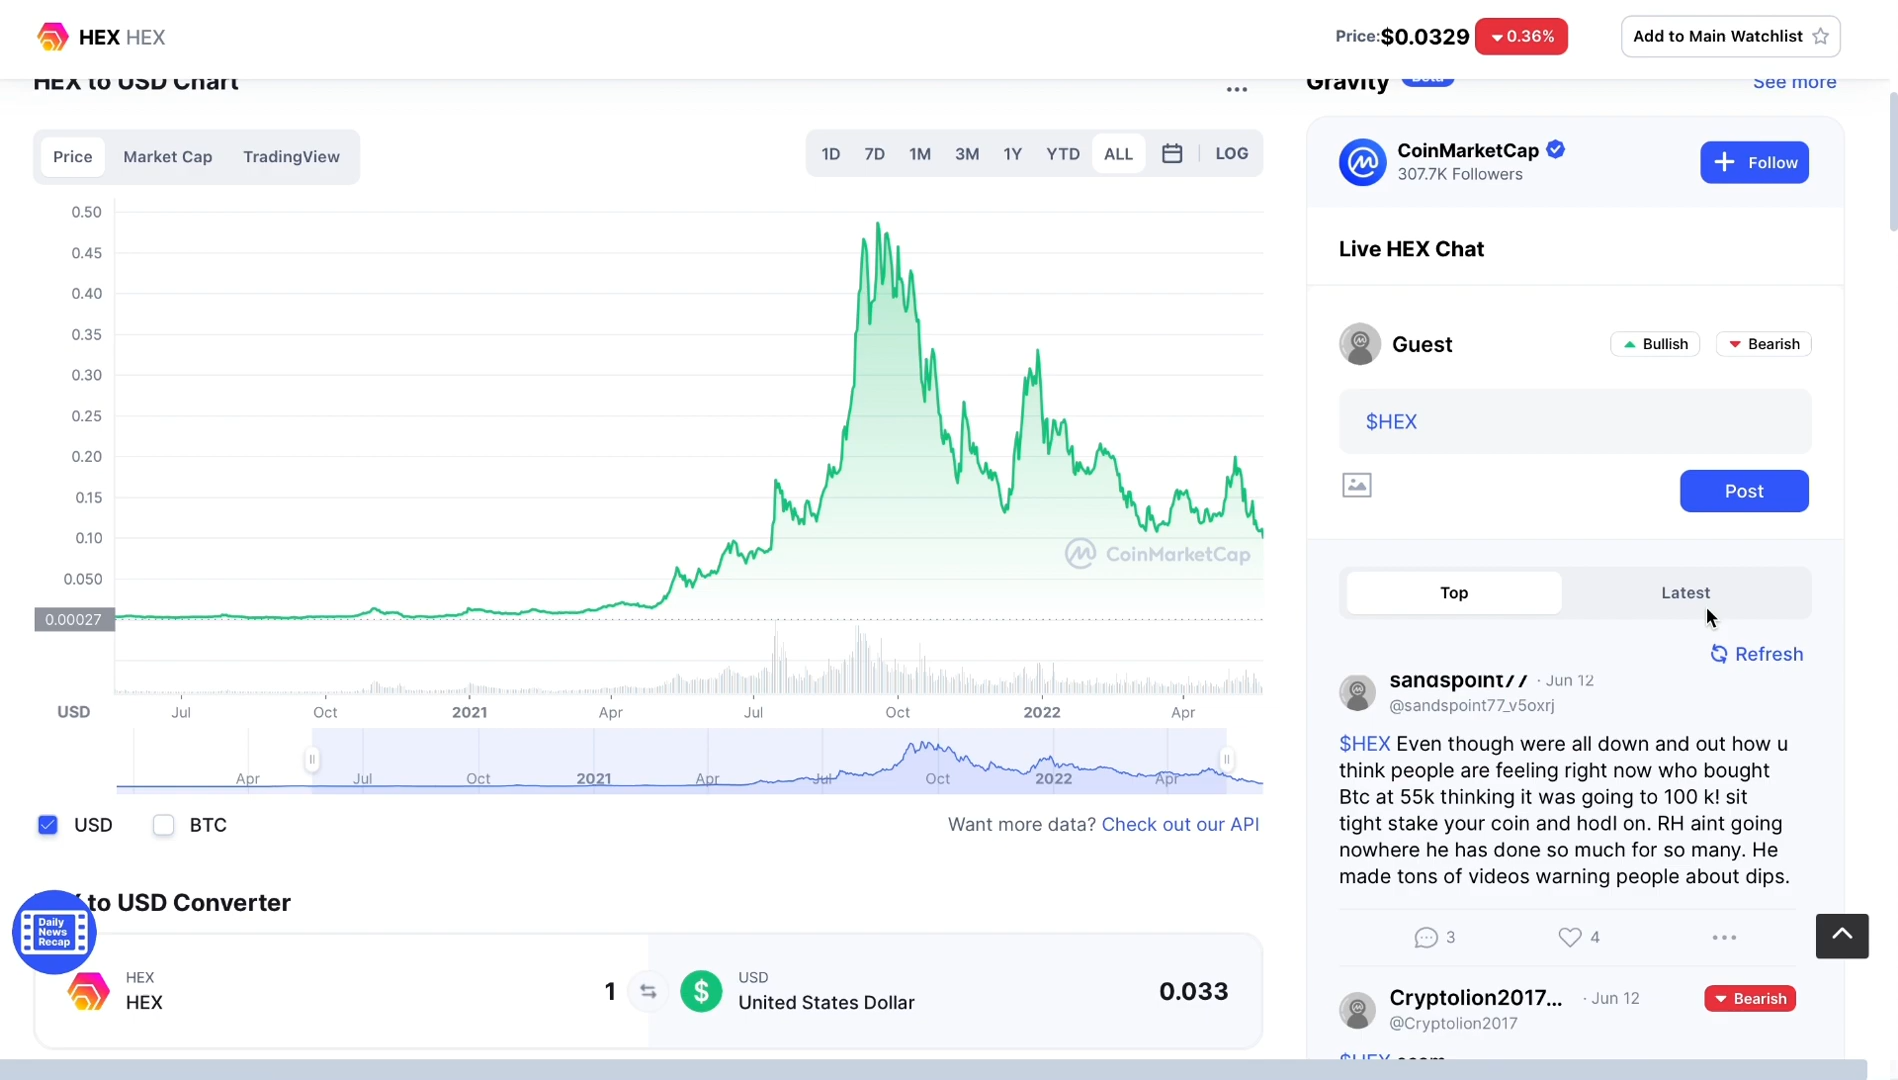 HEX HEX
Price:$0.0329 0.36%
Add to Main Watchlist
HEX to USD Chart
Gravity Beta
See more
Price Market Cap TradingView
1D 7D 1M 3M 1Y YTD ALL LOG
CoinMarketCap
307.7K Followers
Follow
Live HEX Chat
Guest
Bullish
Bearish
$HEX
Post
0.50
0.45
0.40
0.35
0.30
0.25
0.20
0.15
0.10
0.050
0.00027
CoinMarketCap
USD Jul Oct 2021 Apr Jul Oct 2022 Apr
Apr Jul Oct 2021 Apr Jul Oct 2022 Apr
USD BTC
Want more data? Check out our API
Top Latest
Refresh
sandspoint77 · Jun 12
@sandspoint77_v5oxrj
$HEX Even though were all down and out how u
think people are feeling right now who bought
Btc at 55k thinking it was going to 100 k! sit
tight stake your coin and hodl on. RH aint going
nowhere he has done so much for so many. He
made tons of videos warning people about dips.
3 4
Cryptolion2017... · Jun 12
Bearish
@Cryptolion2017
$HEX scam
to USD Converter
Daily
News
Recap
HEX
HEX
1
USD
United States Dollar
0.033